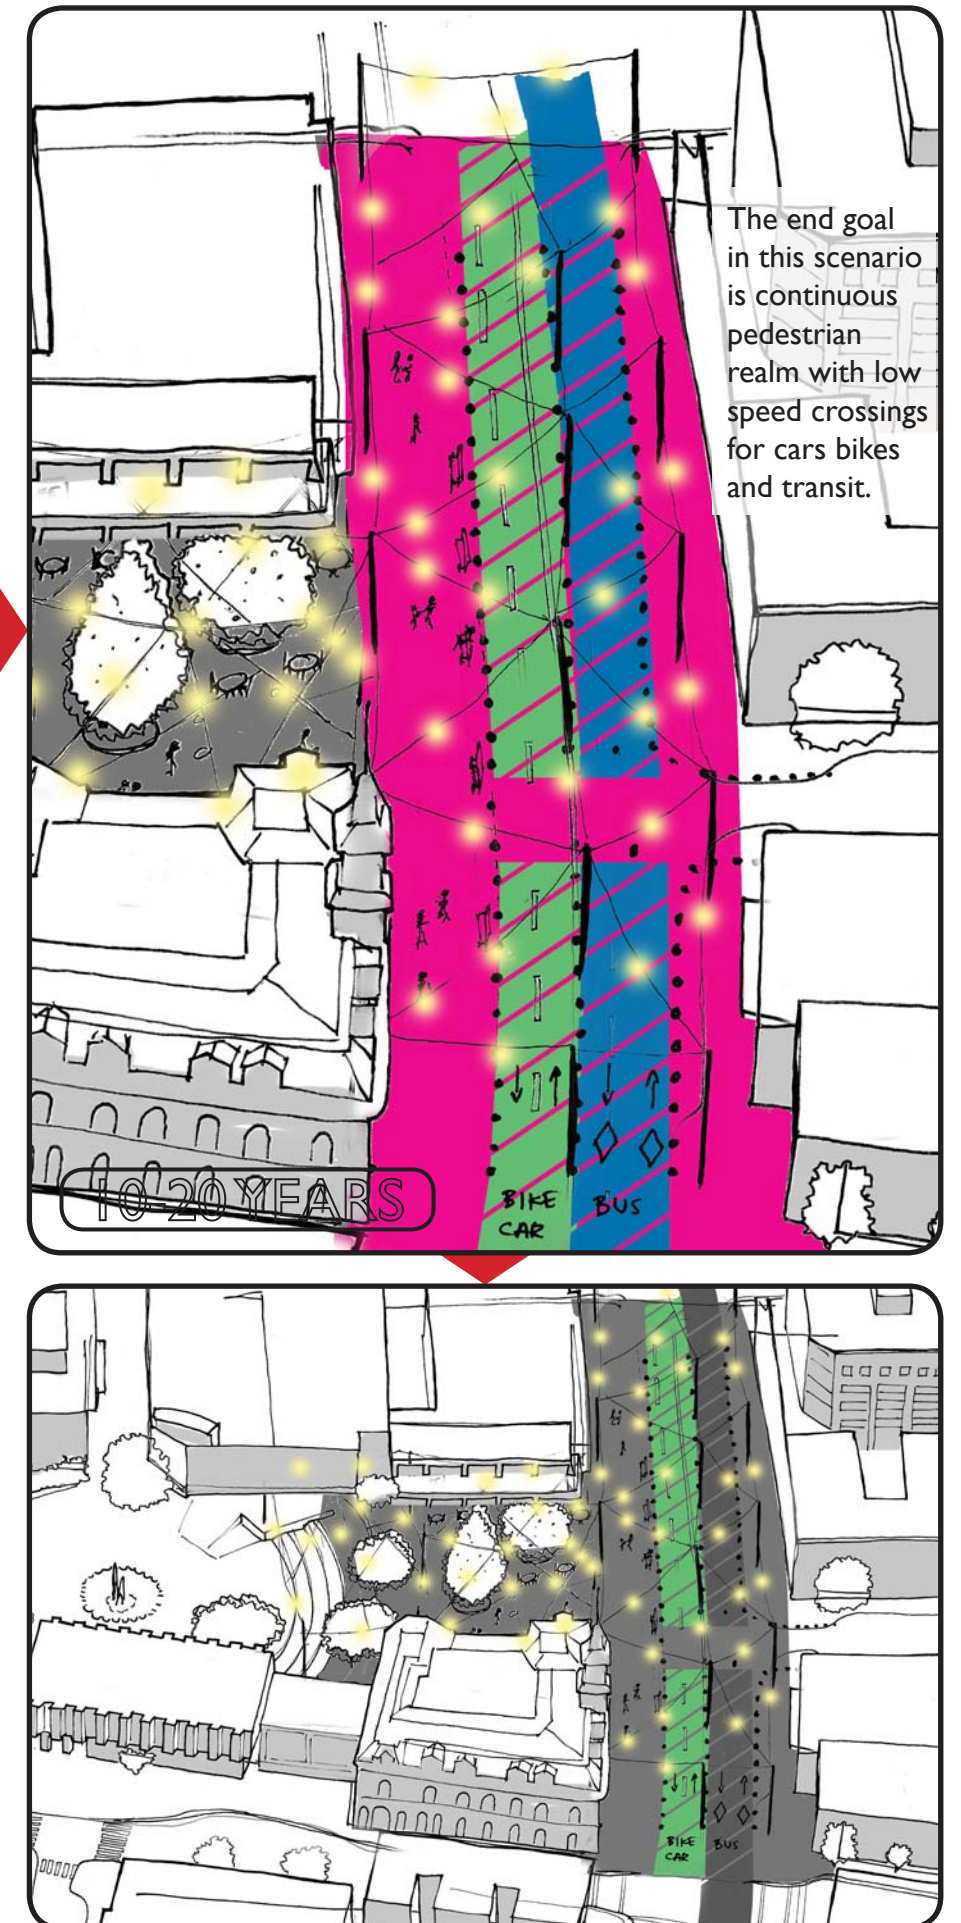 The end goal
in this scenario
is continuous
pedestrian
realm with low
speed crossings
for cars bikes
and transit.
BIKE
CAR
BUS
10 20 YEARS
BIKE
CAR
BUS